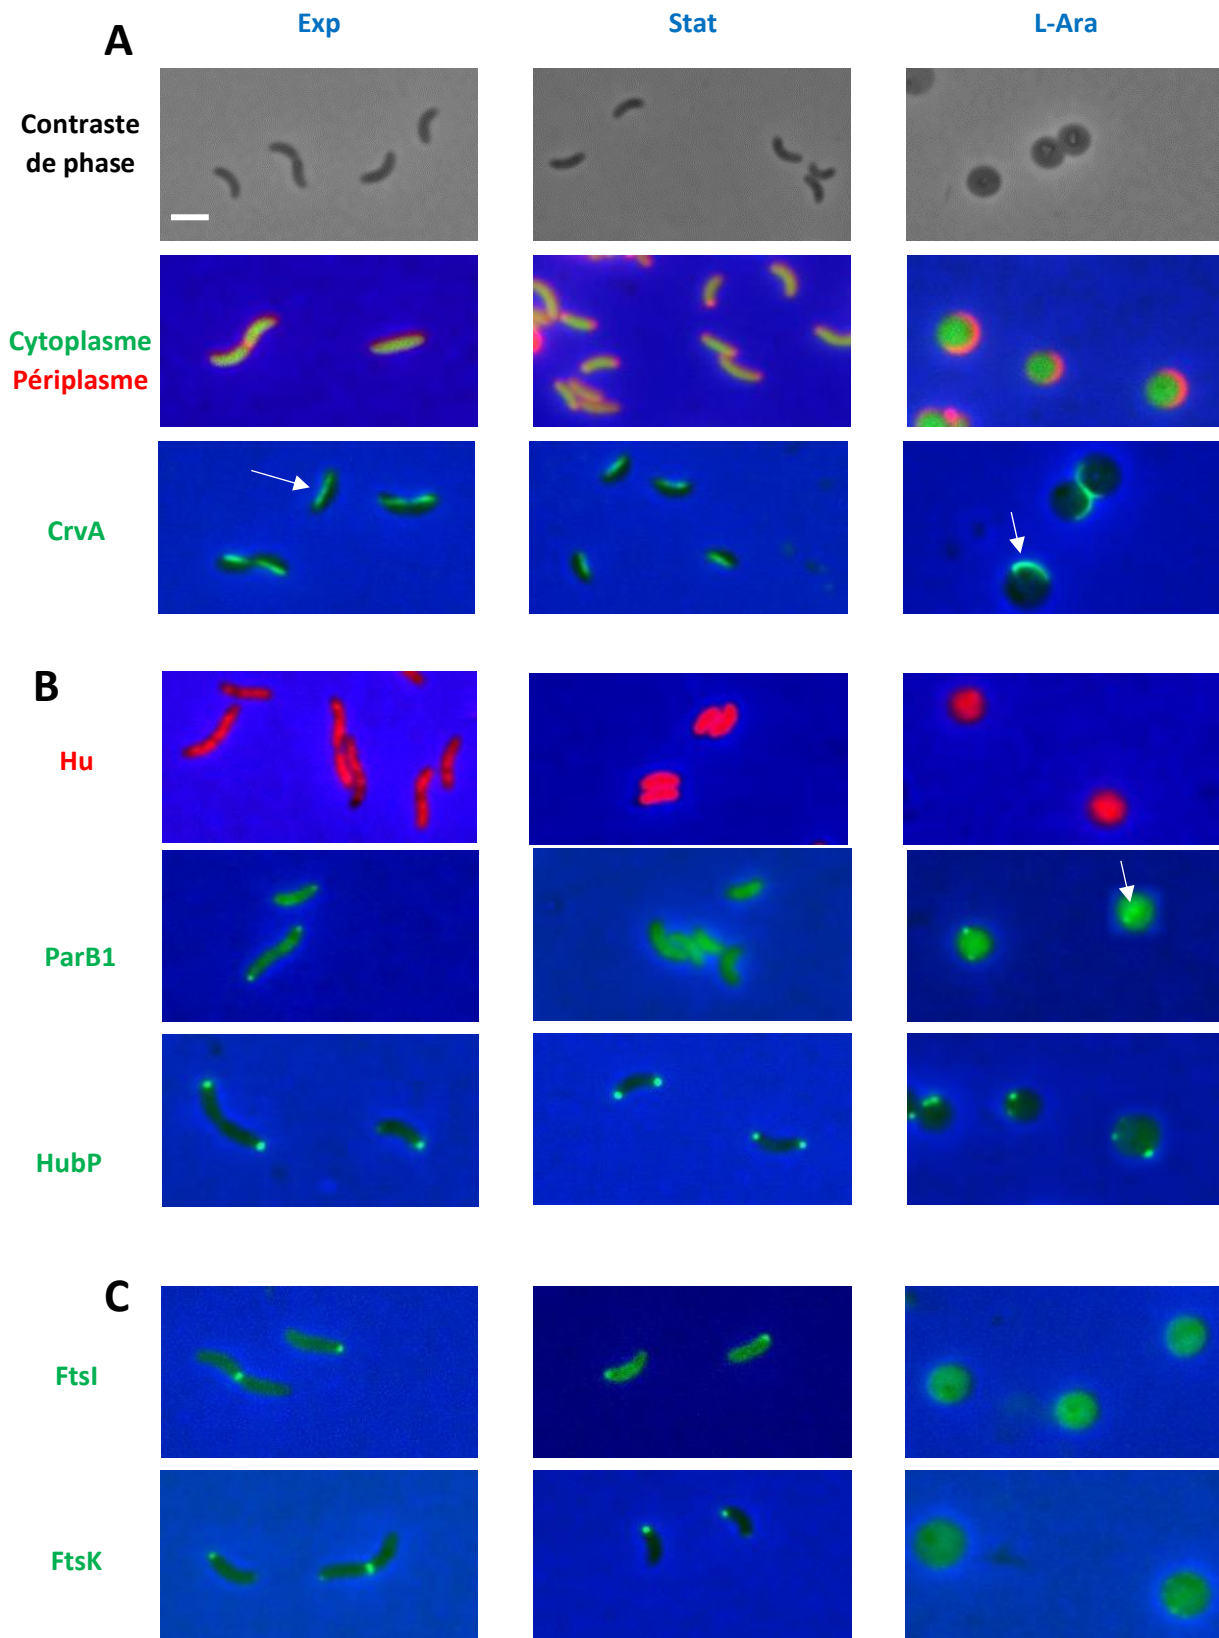 A
Exp
Stat
L-Ara
Contraste
de phase
Cytoplasme
Périplasme
CrvA
B
Hu
ParB1
HubP
C
FtsI
FtsK